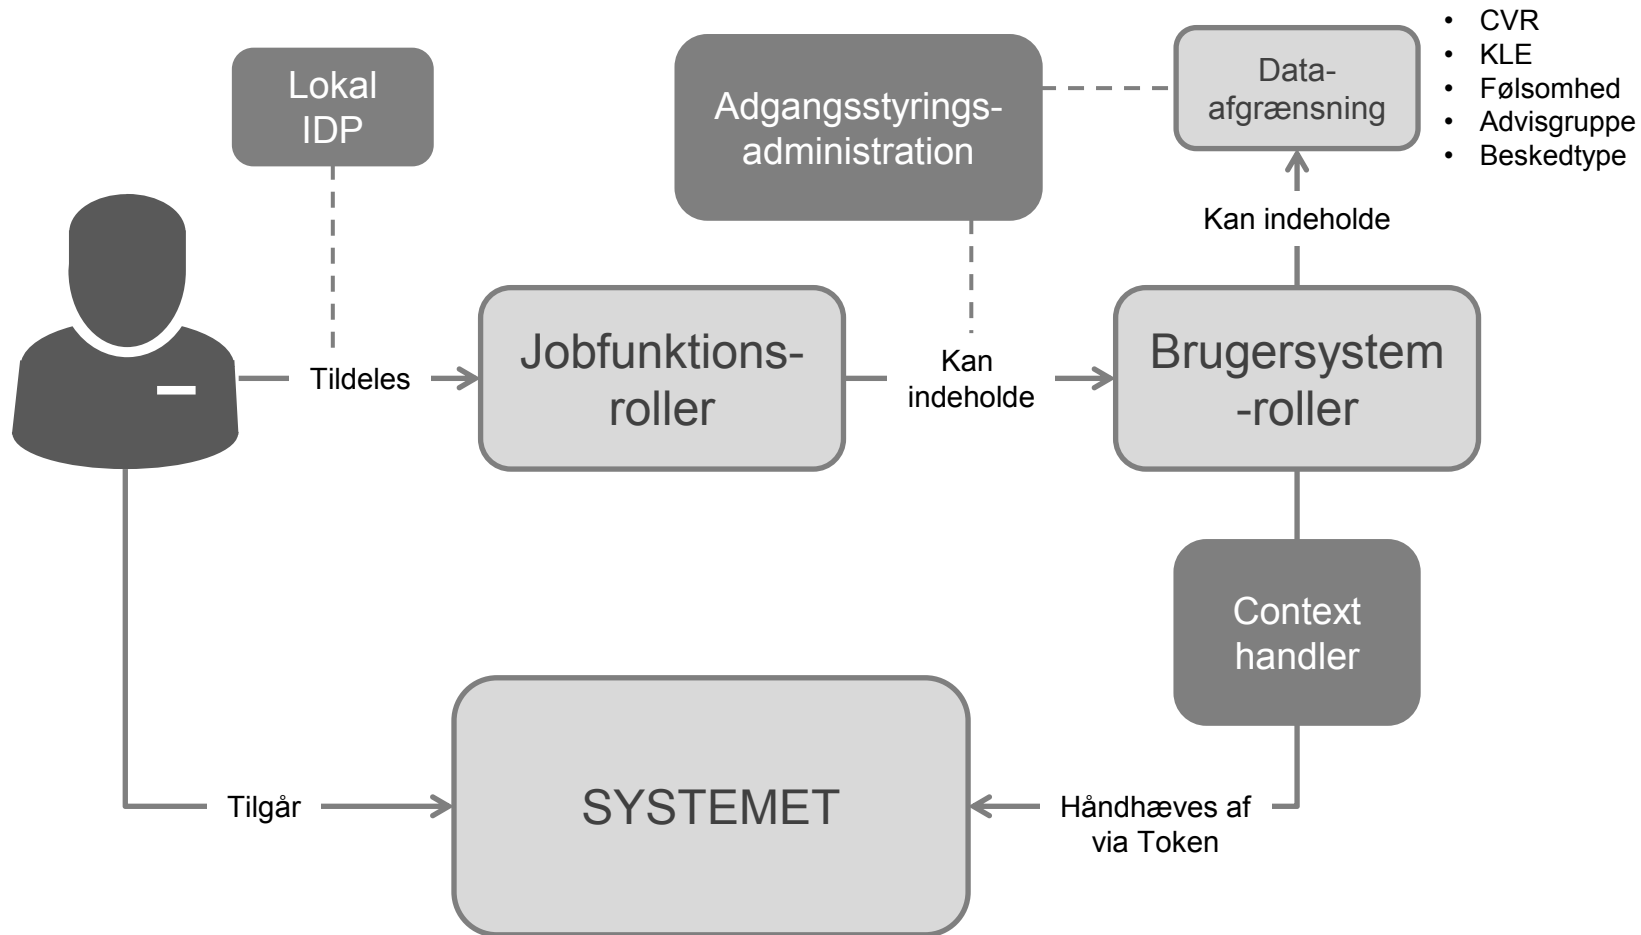 Lokal
IDP
Adgangsstyrings-
administration
Data-
afgrænsning
• CVR
• KLE
• Følsomhed
• Advisgruppe
• Beskedtype
Kan indeholde
Tildeles
Jobfunktions-
roller
Kan
indeholde
Brugersystem
-roller
Context
handler
Tilgår
SYSTEMET
Håndhæves af
via Token